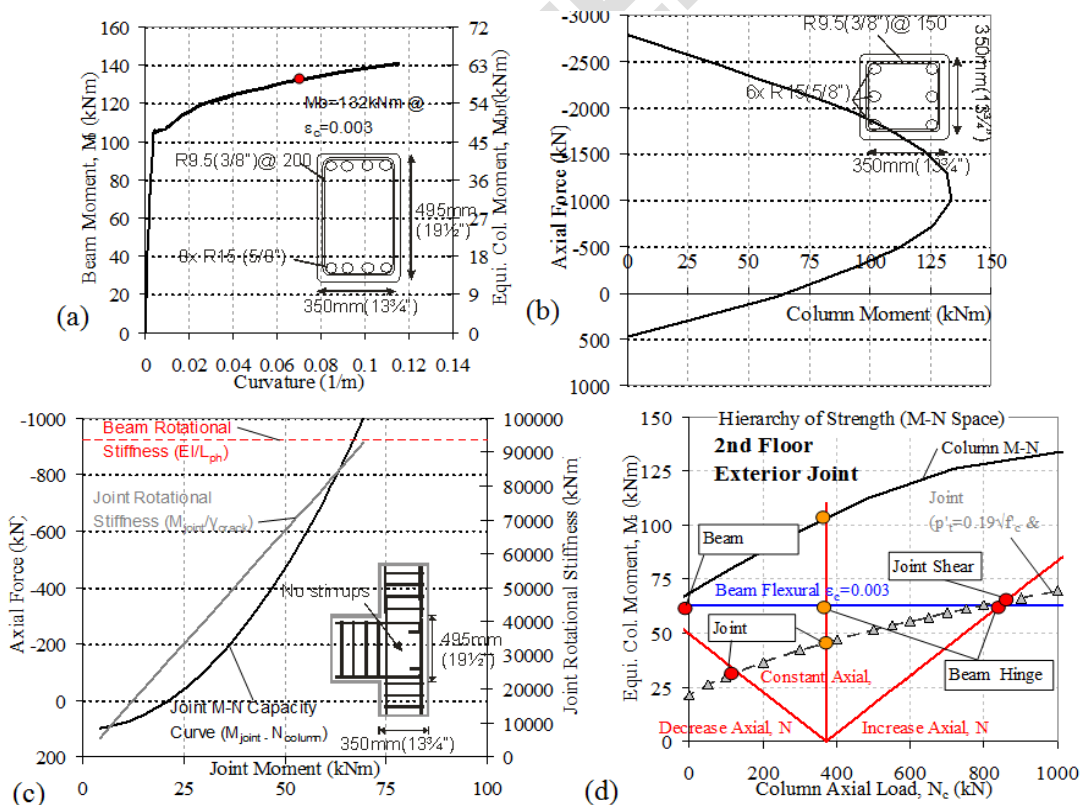 (a)
Beam Moment, Mb (kNm)
160
140
120
100
80
60
40
20
0
0 0.02 0.04 0.06 0.08 0.1 0.12 0.14
Curvature (1/m)
72
63
54
45
36
27
18
9
0
Equi. Col. Moment, Mbt (kNm)
Mb=132kNm @
εc=0.003
R9.5(3/8")@ 200
8x R15 (5/8")
495mm
(19½")
350mm(13¾")
(b)
Axial Force (kN)
-3000
-2500
-2000
-1500
-1000
-500
0
500
1000
0 50 100 150
Column Moment (kNm)
R9.5(3/8")@ 150
6x R15(5/8")
350mm(13¾")
350mm(13¾")
(c)
Axial Force (kN)
-1000
-800
-600
-400
-200
0
200
0 25 50 75 100
Joint Moment (kNm)
100000
90000
80000
70000
60000
50000
40000
30000
20000
10000
0
Joint Rotational Stiffness (kNm)
Beam Rotational
Stiffness (EI/Lph)
Joint Rotational
Stiffness (Mjoint/γcrack)
No stirrups
Joint M-N Capacity
Curve (Mjoint - Ncolumn)
495mm
(19½")
350mm(13¾")
(d)
Hierarchy of Strength (M-N Space)
2nd Floor
Exterior Joint
Column M-N
Joint
(p't=0.19√f'c &
Beam
Joint Shear
Beam Flexural εc=0.003
Joint
Beam Hinge
Constant Axial,
Decrease Axial, N
Increase Axial, N
Equi. Col. Moment, Mc (kNm)
150
125
100
75
50
25
0
0 200 400 600 800 1000
Column Axial Load, Nc (kN)